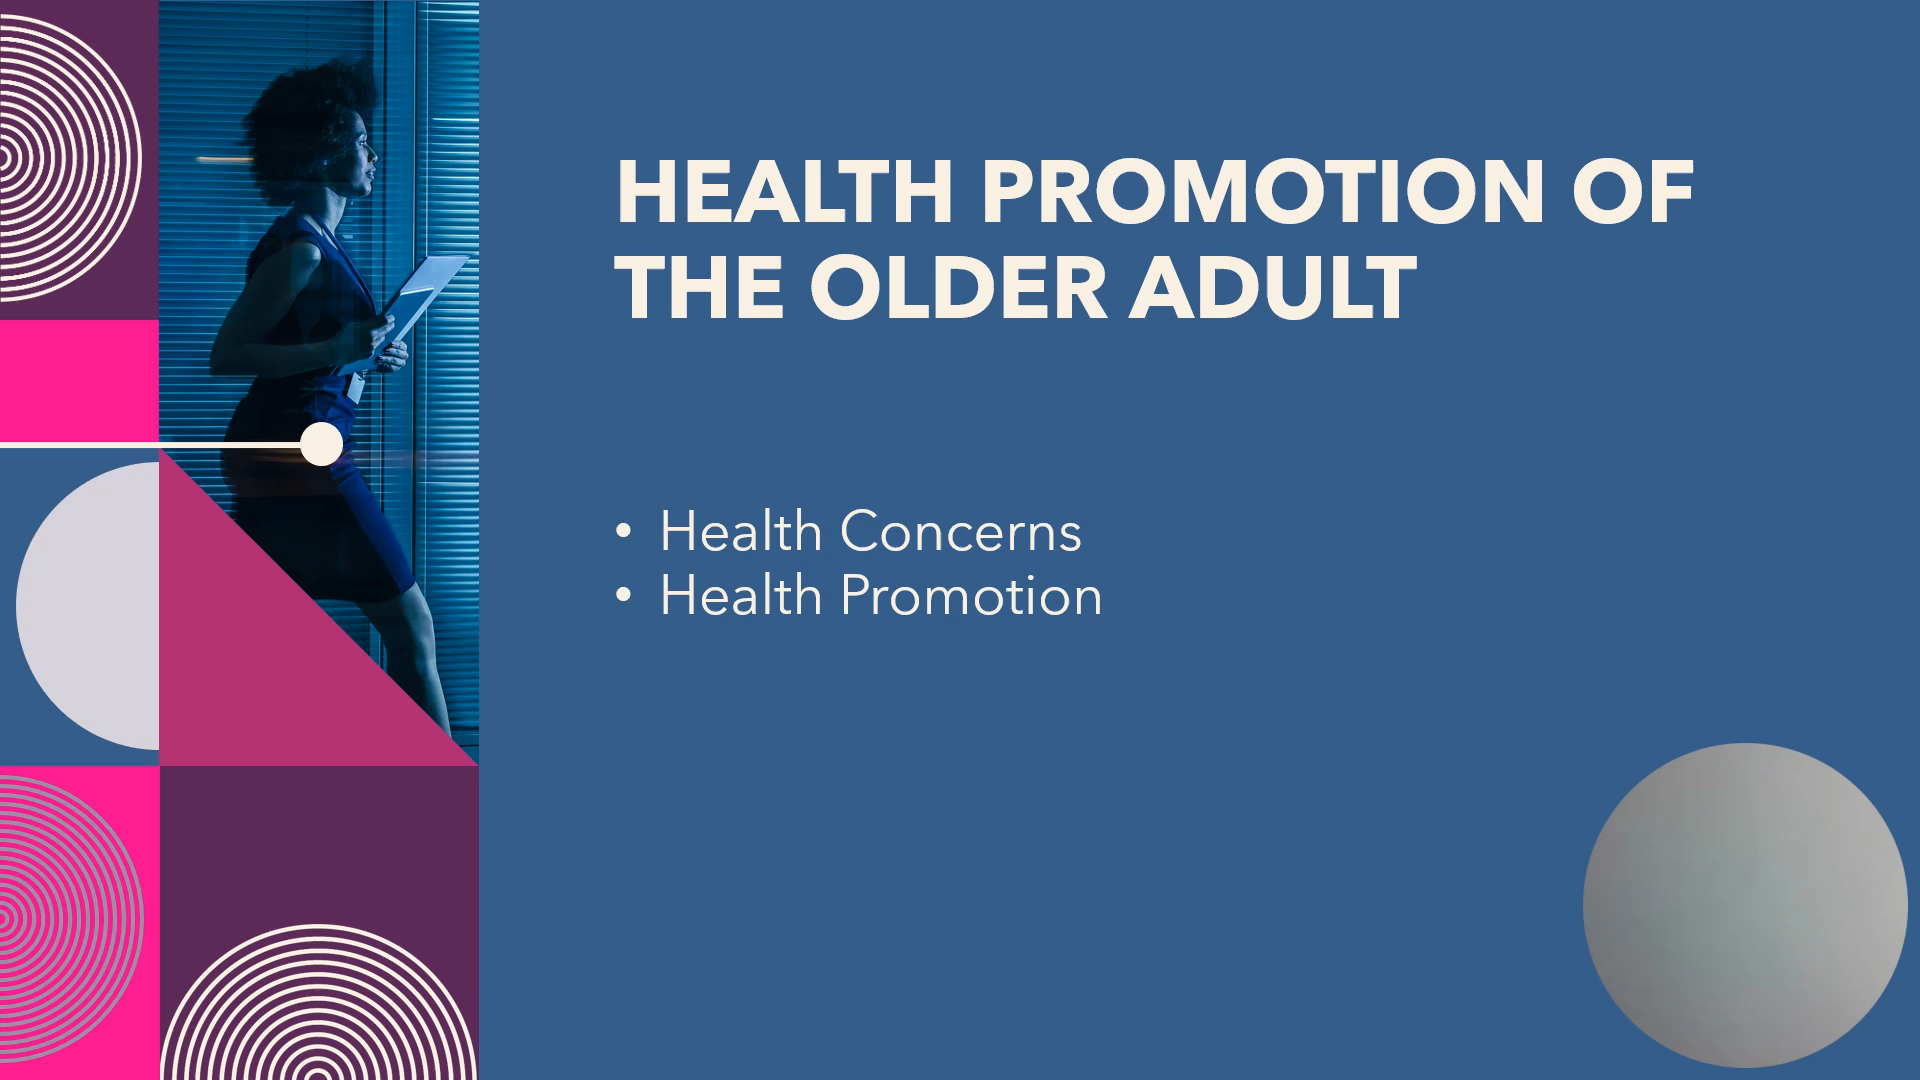 HEALTH PROMOTION OF
THE OLDER ADULT
• Health Concerns
• Health Promotion